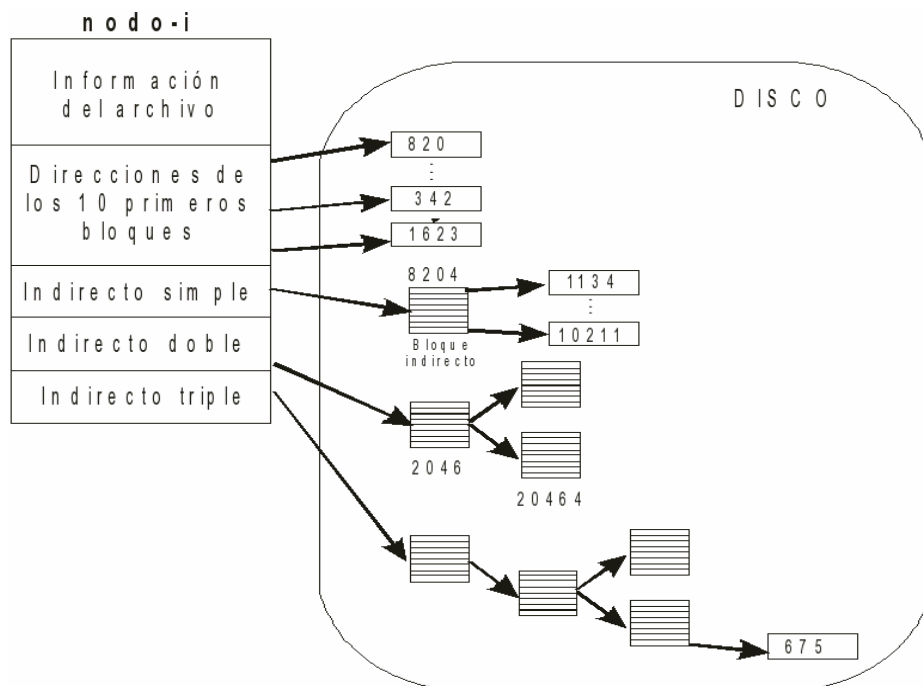 nodo-i
Información
del archivo
Direcciones de
los 10 primeros
bloques
Indirecto simple
Indirecto doble
Indirecto triple
DISCO
820
342
1623
8204
Bloque
indirecto
1134
10211
2046
20464
675